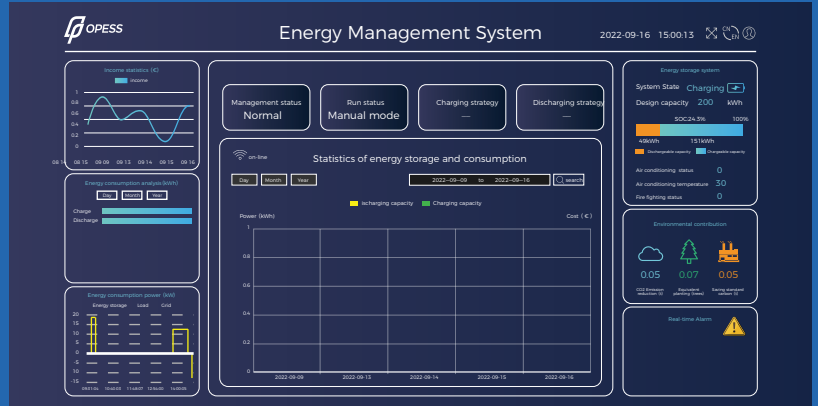 OPESS
Energy Management System
2022-09-16 15:00:13
CN
EN
Income statistics (€)
income
1
0.8
0.6
0.4
0.2
0
08 14 08 15 09 09 09 13 09 14 09 15 09 16
Energy consumption analysis(kWh)
Day Month Year
Charge
Discharge
Energy consumption power (kW)
Energy storage Load Grid
20
15
10
5
0
-5
-10
-15
Management status
Normal
Run status
Manual mode
Charging strategy
—
Discharging strategy
—
on-line
Statistics of energy storage and consumption
Day Month Year
2022-09-09 to 2022-09-16 search
Ischarging capacity Charging capacity
Power (kWh) Cost ( € )
1
0.8
0.6
0.4
0.2
0
2022-09-09 2022-09-13 2022-09-14 2022-09-15 2022-09-16
Energy storage system
System State Charging
Design capacity 200 kWh
SOC:24.5% 100%
49kWh 151kWh
Dischargeable capacity Chargeable capacity
Air conditioning status 0
Air conditioning temperature 30
Fire fighting status 0
Environmental contribution
0.05 0.07 0.05
CO2 Emission reduction (t)
Equivalent planting (trees)
Saving standard
Real-time Alarm